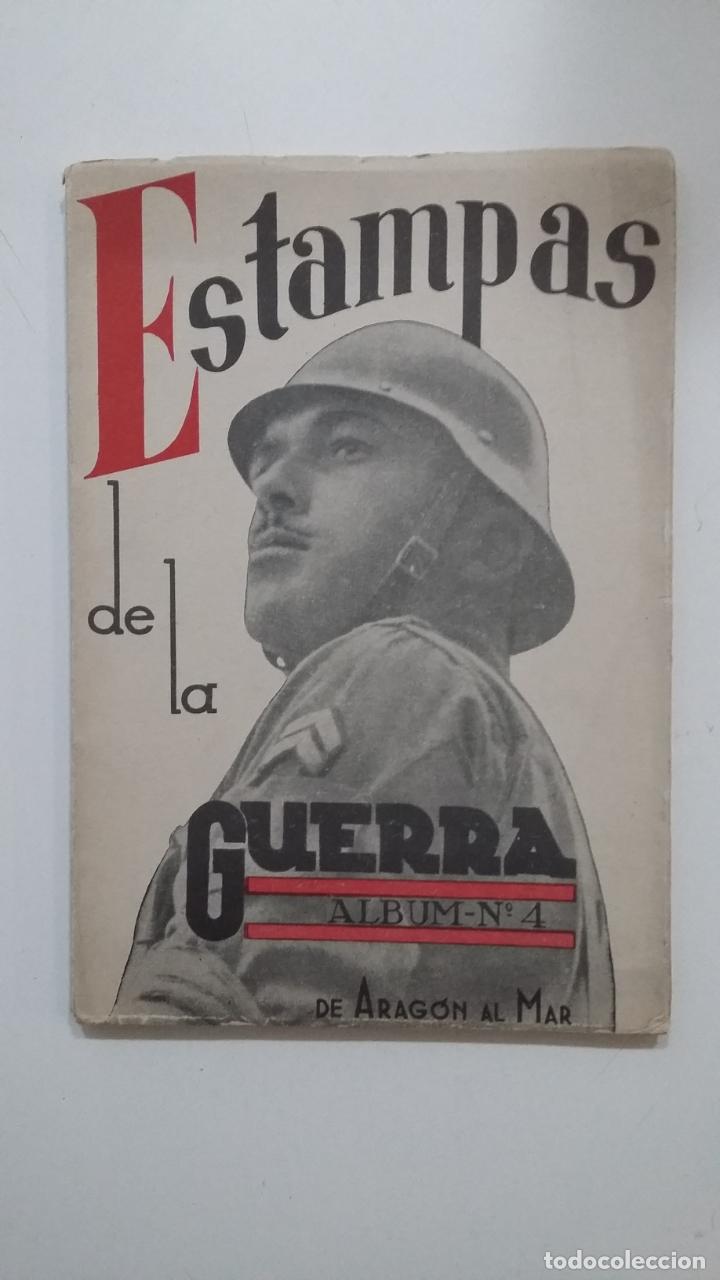 Estampas
de
la
GUERRA
ALBUM-Nº 4
DE ARAGÓN AL MAR
todocoleccion